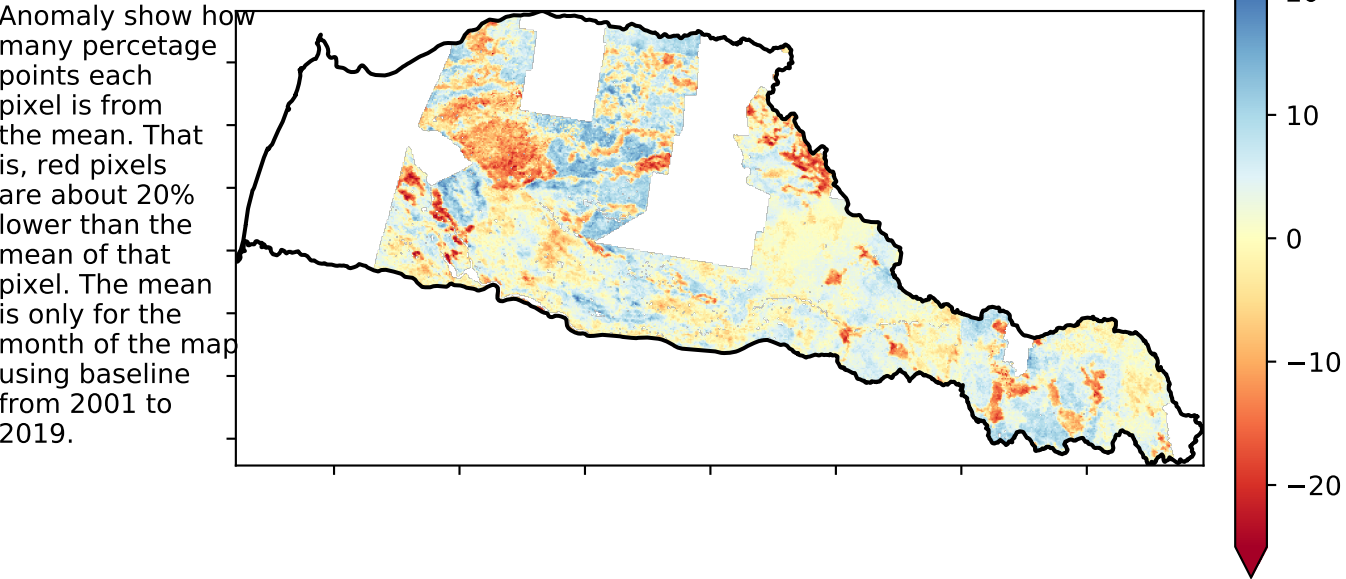 Anomaly show how
many percetage
points each
pixel is from
the mean. That
is, red pixels
are about 20%
lower than the
mean of that
pixel. The mean
is only for the
month of the map
using baseline
from 2001 to
2019.
10
0
−10
−20